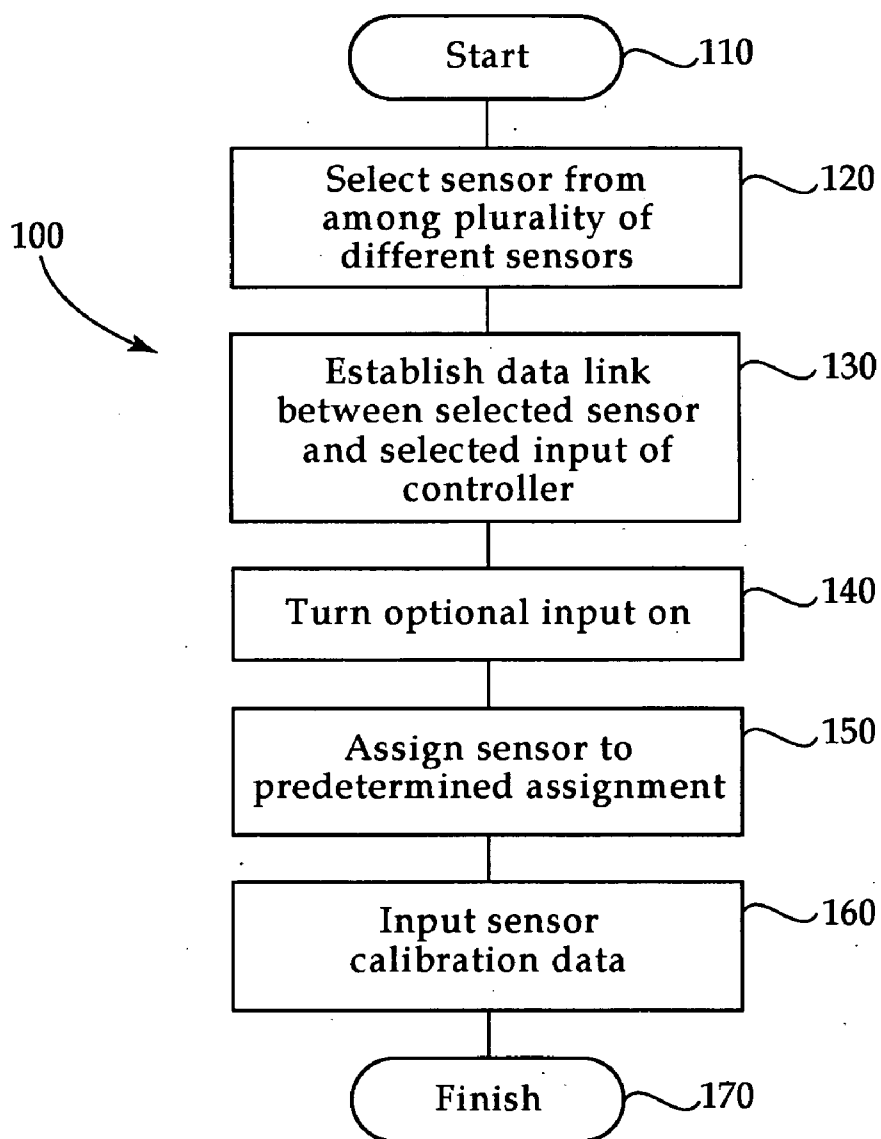 Start
110
Select sensor from
among plurality of
different sensors
120
100
Establish data link
between selected sensor
and selected input of
controller
130
Turn optional input on
140
Assign sensor to
predetermined assignment
150
Input sensor
calibration data
160
Finish
170